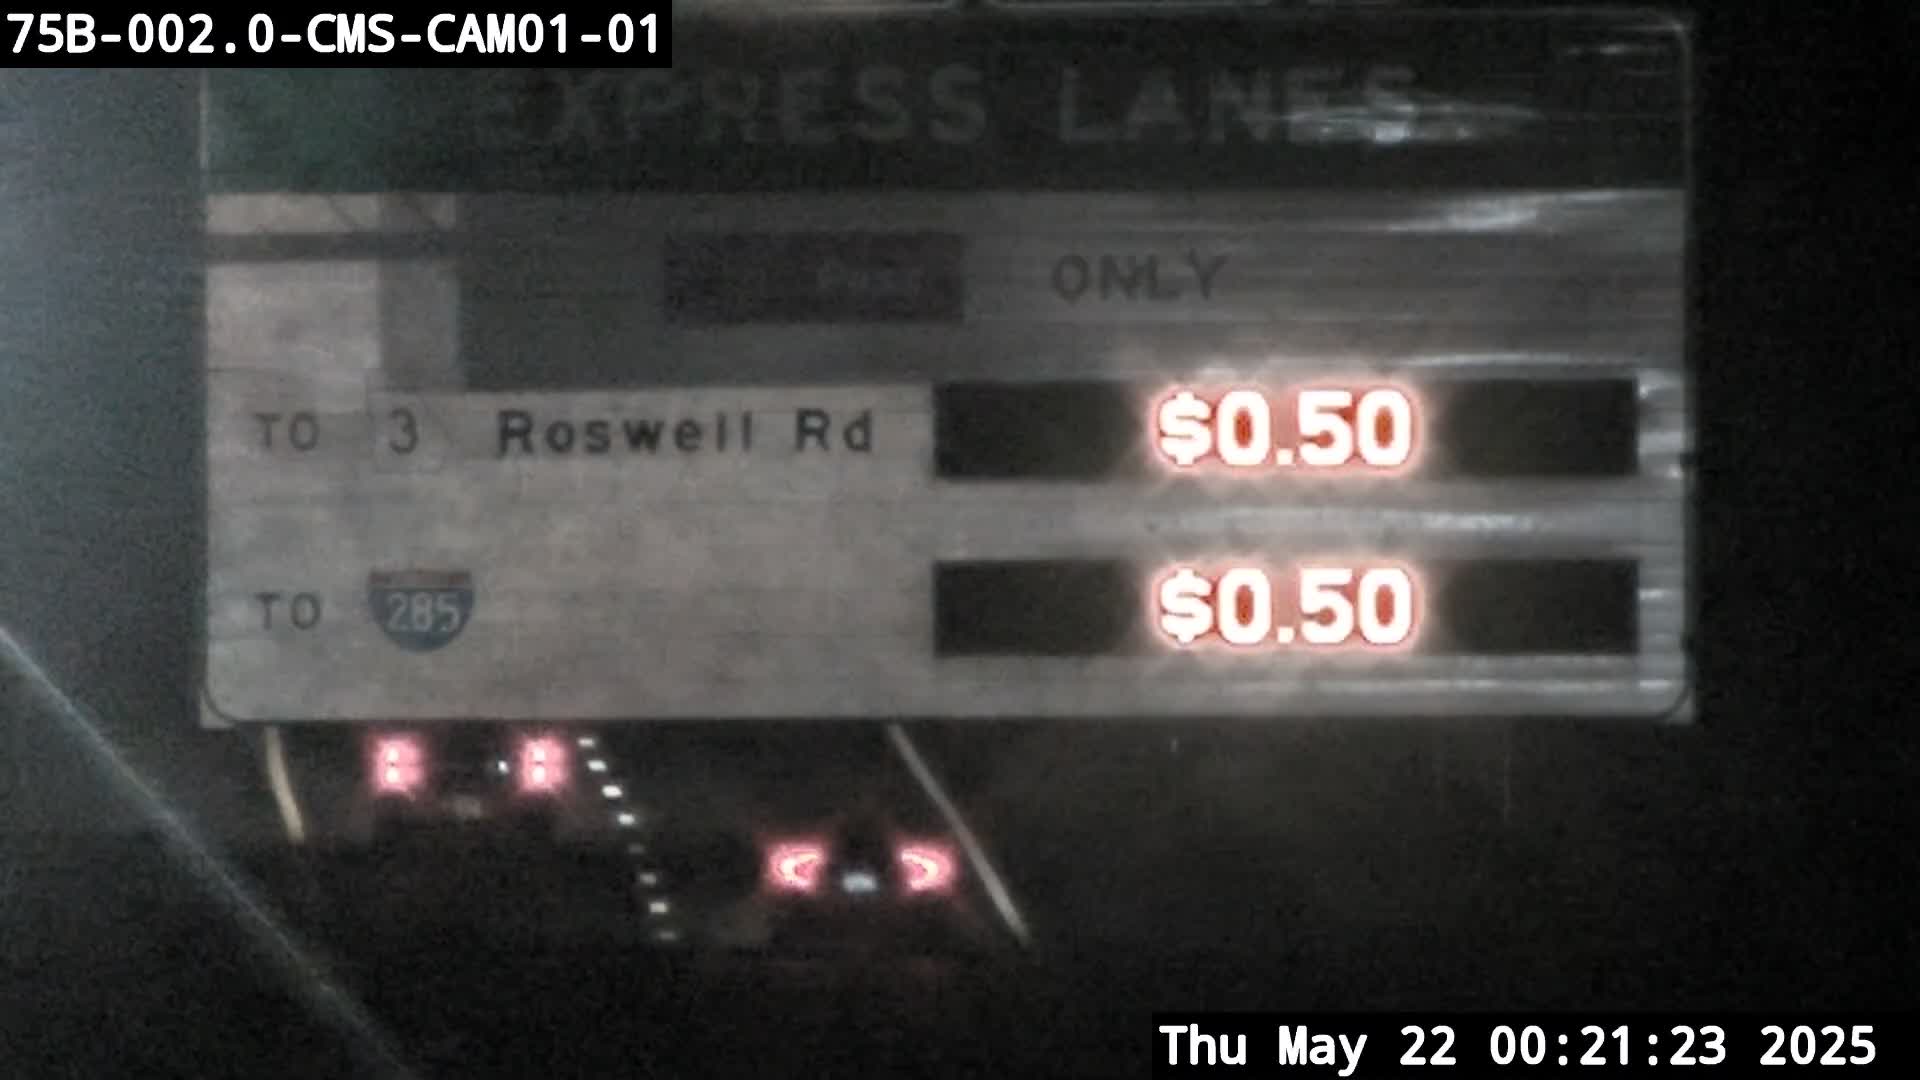 75B-002.0-CMS-CAM01-01
EXPRESS LANES
ONLY
TO 3 Roswell Rd $0.50
TO 285 $0.50
Thu May 22 00:21:23 2025